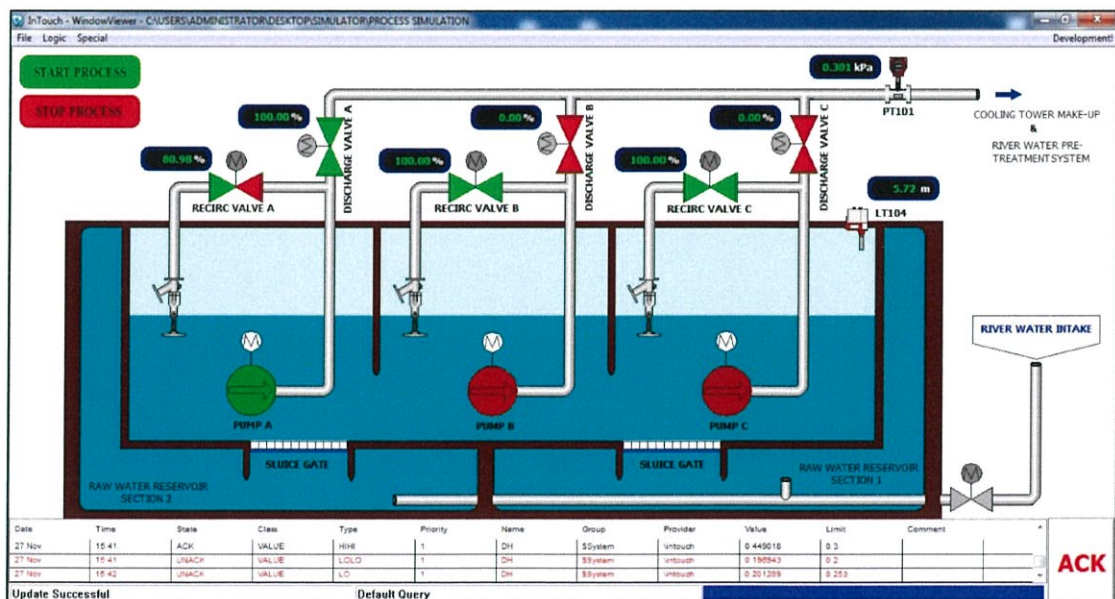 InTouch - WindowViewer - C:\USERS\ADMINISTRATOR\DESKTOP\SIMULATOR\PROCESS SIMULATION
File Logic Special
Development!
START PROCESS
STOP PROCESS
0.301 kPa
PT101
COOLING TOWER MAKE-UP
&
RIVER WATER PRE-
TREATMENT SYSTEM
100.00 %
DISCHARGE VALVE A
0.00 %
DISCHARGE VALVE B
0.00 %
DISCHARGE VALVE C
80.98 %
RECIRC VALVE A
100.00 %
RECIRC VALVE B
100.00 %
RECIRC VALVE C
5.72 m
LT104
RIVER WATER INTAKE
M
M
M
M
M
M
M
M
M
M
PUMP A
PUMP B
PUMP C
SLUICE GATE
SLUICE GATE
RAW WATER RESERVOIR
SECTION 2
RAW WATER RESERVOIR
SECTION 1
Date Time State Class Type Priority Name Group Provider Value Limit Comment
27 Nov 15:41 ACK VALUE HIHI 1 DH $System \intouch 0.449018 0.3
27 Nov 15:41 UNACK VALUE LOLO 1 DH $System \intouch 0.196943 0.2
27 Nov 15:42 UNACK VALUE LO 1 DH $System \intouch 0.201289 0.253
ACK
Update Successful
Default Query